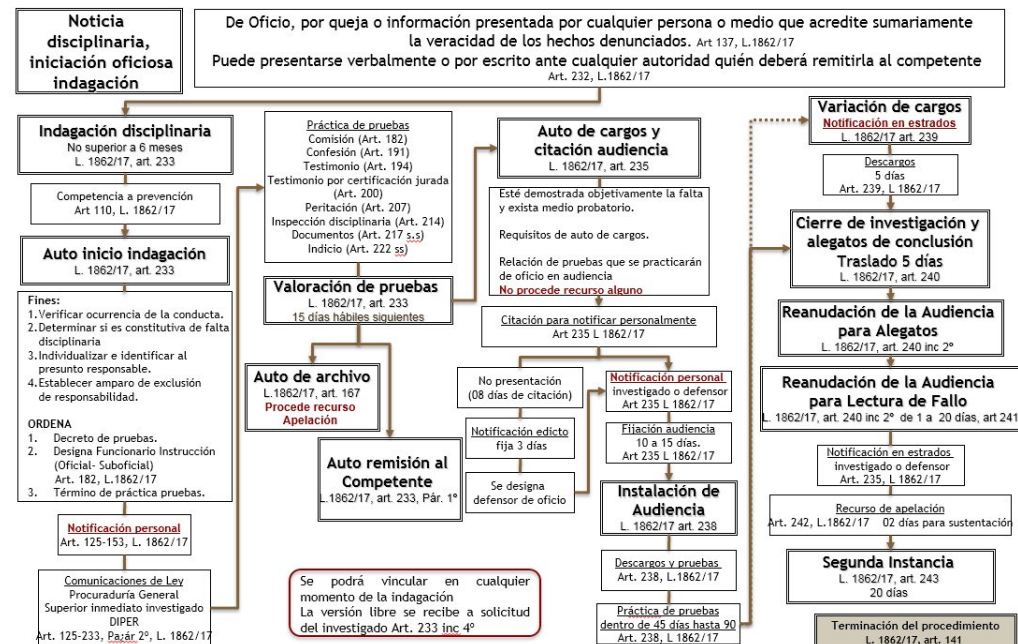 Noticia
disciplinaria,
iniciación oficiosa
indagación
De Oficio, por queja o información presentada por cualquier persona o medio que acredite sumariamente
la veracidad de los hechos denunciados. Art 137, L.1862/17
Puede presentarse verbalmente o por escrito ante cualquier autoridad quién deberá remitirla al competente
Art. 232, L.1862/17
Indagación disciplinaria
No superior a 6 meses
L. 1862/17, art. 233
Competencia a prevención
Art 110, L. 1862/17
Auto inicio indagación
L. 1862/17, art. 233
Fines:
1.Verificar ocurrencia de la conducta.
2.Determinar si es constitutiva de falta
disciplinaria
3.Individualizar e identificar al
presunto responsable.
4.Establecer amparo de exclusión
de responsabilidad.
ORDENA
1. Decreto de pruebas.
2. Designa Funcionario Instrucción
(Oficial- Suboficial)
Art. 182, L.1862/17
3. Término de práctica pruebas.
Notificación personal
Art. 125-153, L. 1862/17
Comunicaciones de Ley
Procuraduría General
Superior inmediato investigado
DIPER
Art. 125-233, Pa;ár 2º, L. 1862/17
Práctica de pruebas
Comisión (Art. 182)
Confesión (Art. 191)
Testimonio (Art. 194)
Testimonio por certificación jurada
(Art. 200)
Peritación (Art. 207)
Inspección disciplinaria (Art. 214)
Documentos (Art. 217 s.s)
Indicio (Art. 222 ss)
Valoración de pruebas
L. 1862/17, art. 233
15 días hábiles siguientes
Auto de archivo
L.1862/17, art. 167
Procede recurso
Apelación
Auto remisión al
Competente
L.1862/17, art. 233, Pár. 1º
Se podrá vincular en cualquier
momento de la indagación
La versión libre se recibe a solicitud
del investigado Art. 233 inc 4º
Auto de cargos y
citación audiencia
L. 1862/17, art. 235
Esté demostrada objetivamente la falta
y exista medio probatorio.
Requisitos de auto de cargos.
Relación de pruebas que se practicarán
de oficio en audiencia
No procede recurso alguno
Citación para notificar personalmente
Art 235 L 1862/17
No presentación
(08 días de citación)
Notificación edicto
fija 3 días
Se designa
defensor de oficio
Notificación personal
investigado o defensor
Art 235 L 1862/17
Fijación audiencia
10 a 15 días.
Art 235 L 1862/17
Instalación de
Audiencia
L. 1862/17 art. 238
Descargos y pruebas
Art. 238, L.1862/17
Práctica de pruebas
dentro de 45 días hasta 90
Art. 238, L 1862/17
Variación de cargos
Notificación en estrados
L. 1862/17 art. 239
Descargos
5 días
Art. 239, L 1862/17
Cierre de investigación y
alegatos de conclusión
Traslado 5 días
L. 1862/17, art. 240
Reanudación de la Audiencia
para Alegatos
L. 1862/17, art. 240 inc 2º
Reanudación de la Audiencia
para Lectura de Fallo
L. 1862/17, art. 240 inc 2º de 1 a 20 días, art 241
Notificación en estrados
investigado o defensor
Art. 235, L.1862/17
Recurso de apelación
Art. 242, L.1862/17 02 días para sustentación
Segunda Instancia
L. 1862/17, art. 243
20 días
Terminación del procedimiento
L. 1862/17, art. 141